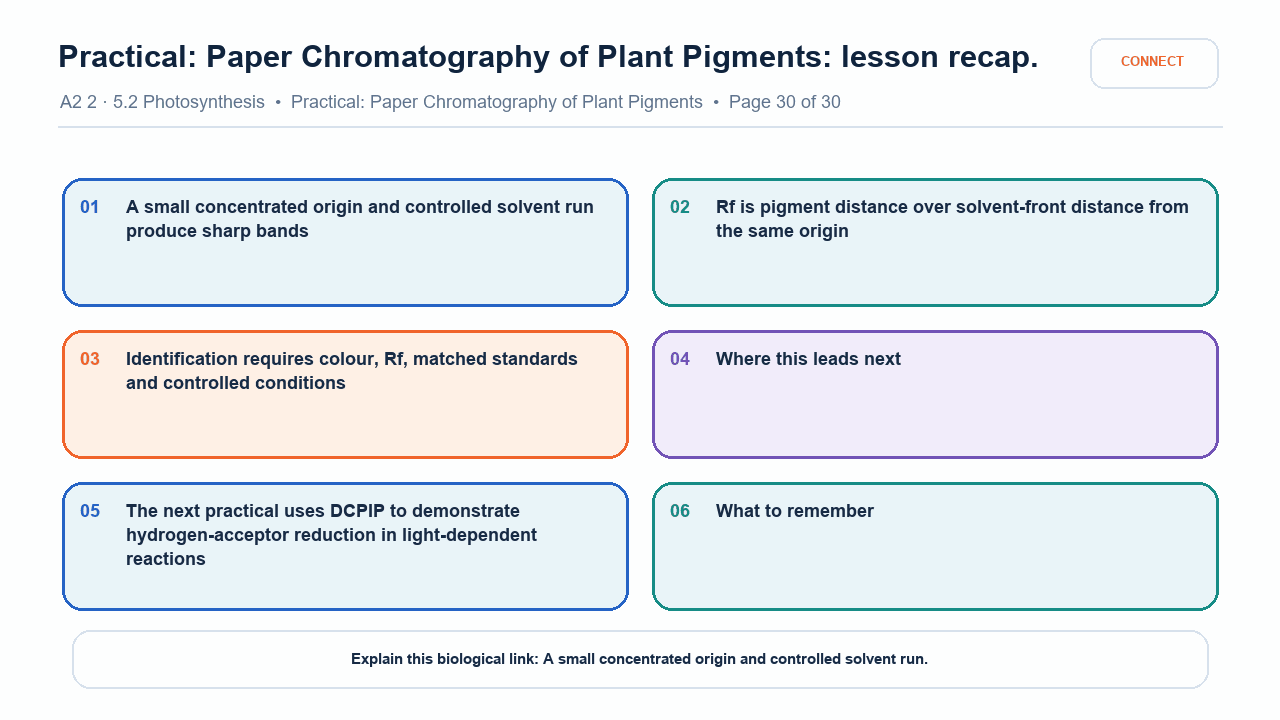 Practical: Paper Chromatography of Plant Pigments: lesson recap.
CONNECT
A2 2 · 5.2 Photosynthesis • Practical: Paper Chromatography of Plant Pigments • Page 30 of 30
01 A small concentrated origin and controlled solvent run
produce sharp bands
02 Rf is pigment distance over solvent-front distance from
the same origin
03 Identification requires colour, Rf, matched standards
and controlled conditions
04 Where this leads next
05 The next practical uses DCPIP to demonstrate
hydrogen-acceptor reduction in light-dependent
reactions
06 What to remember
Explain this biological link: A small concentrated origin and controlled solvent run.